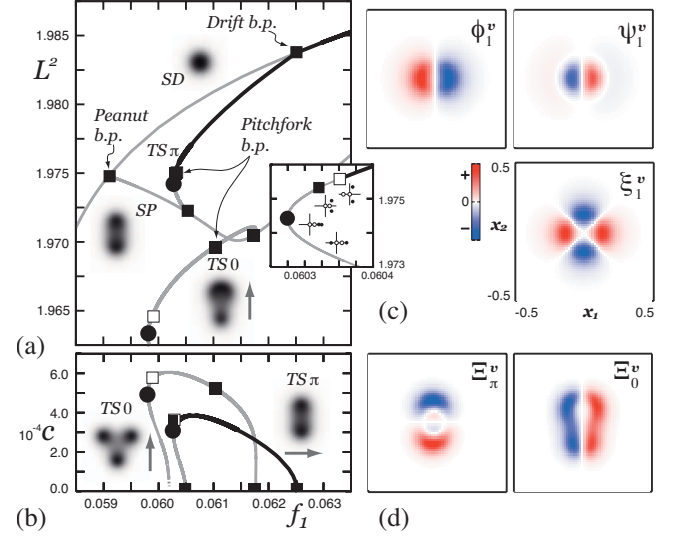 1.985
L²
1.980
1.975
1.970
1.965
Drift b.p.
SD
Peanut
b.p.
TSπ
Pitchfork
b.p.
SP
TS0
1.975
1.973
0.0603
0.0604
(a)
6.0
4.0
10⁻⁴c
2.0
0.0
TS0
TSπ
0.059
0.060
0.061
0.062
0.063
f₁
(b)
ϕ₁ᵛ
ψ₁ᵛ
+
0
−
0.5
x₂
-0.5
ξ₁ᵛ
-0.5
x₁
0.5
(c)
Ξπᵛ
Ξ₀ᵛ
(d)